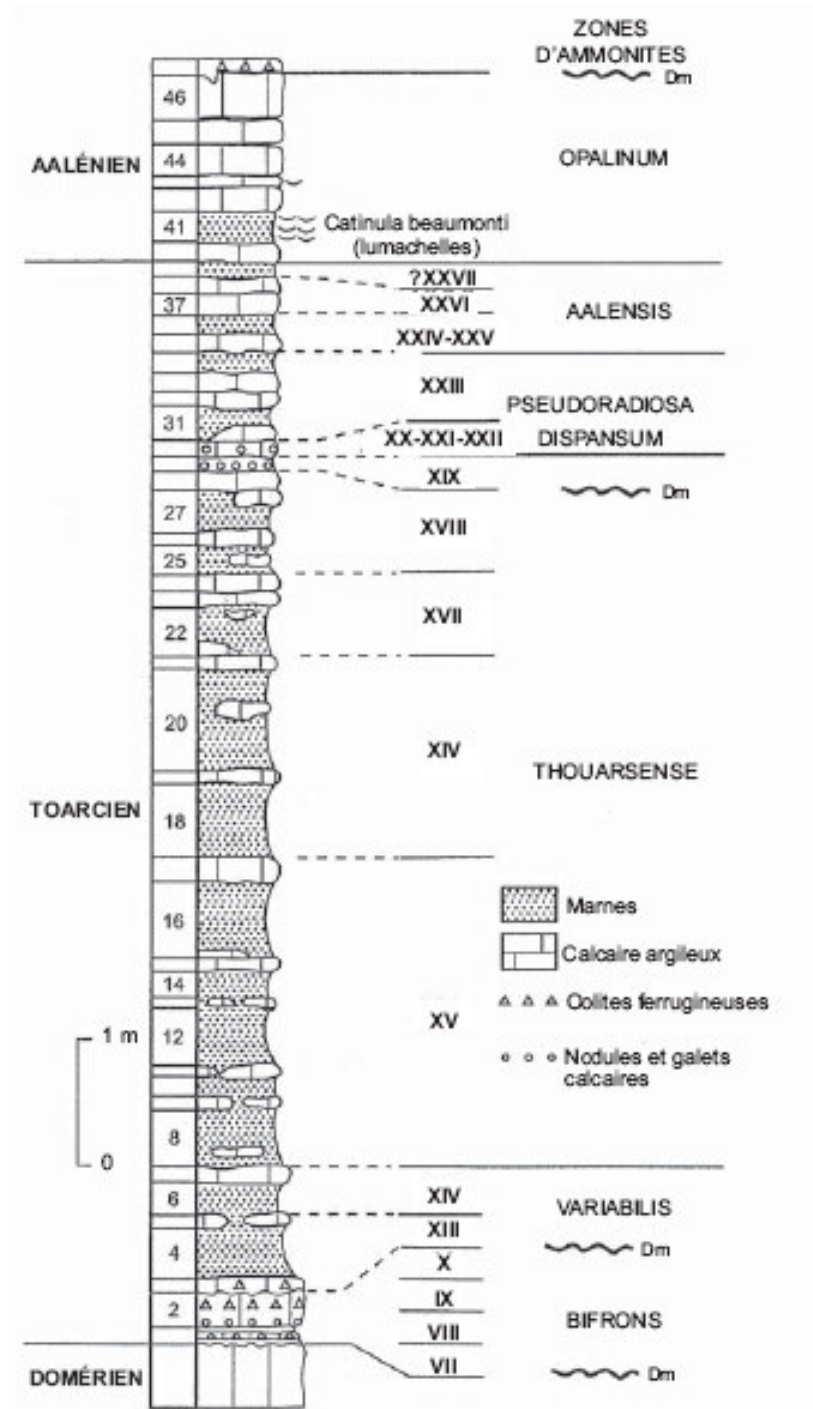 ZONES
D'AMMONITES
Dm
46
44
AALÉNIEN
OPALINUM
41
Catinula beaumonti
(lumachelles)
?XXVII
37
XXVI
AALENSIS
XXIV-XXV
XXIII
PSEUDORADIOSA
31
XX-XXI-XXII
DISPANSUM
XIX
Dm
27
XVIII
25
XVII
22
20
XIV
THOUARSENSE
TOARCIEN
18
Marnes
16
Calcaire argileux
14
Oolites ferrugineuses
XV
1 m
12
Nodules et galets
calcaires
8
0
6
XIV
VARIABILIS
XIII
4
Dm
X
2
IX
BIFRONS
VIII
VII
Dm
DOMÉRIEN